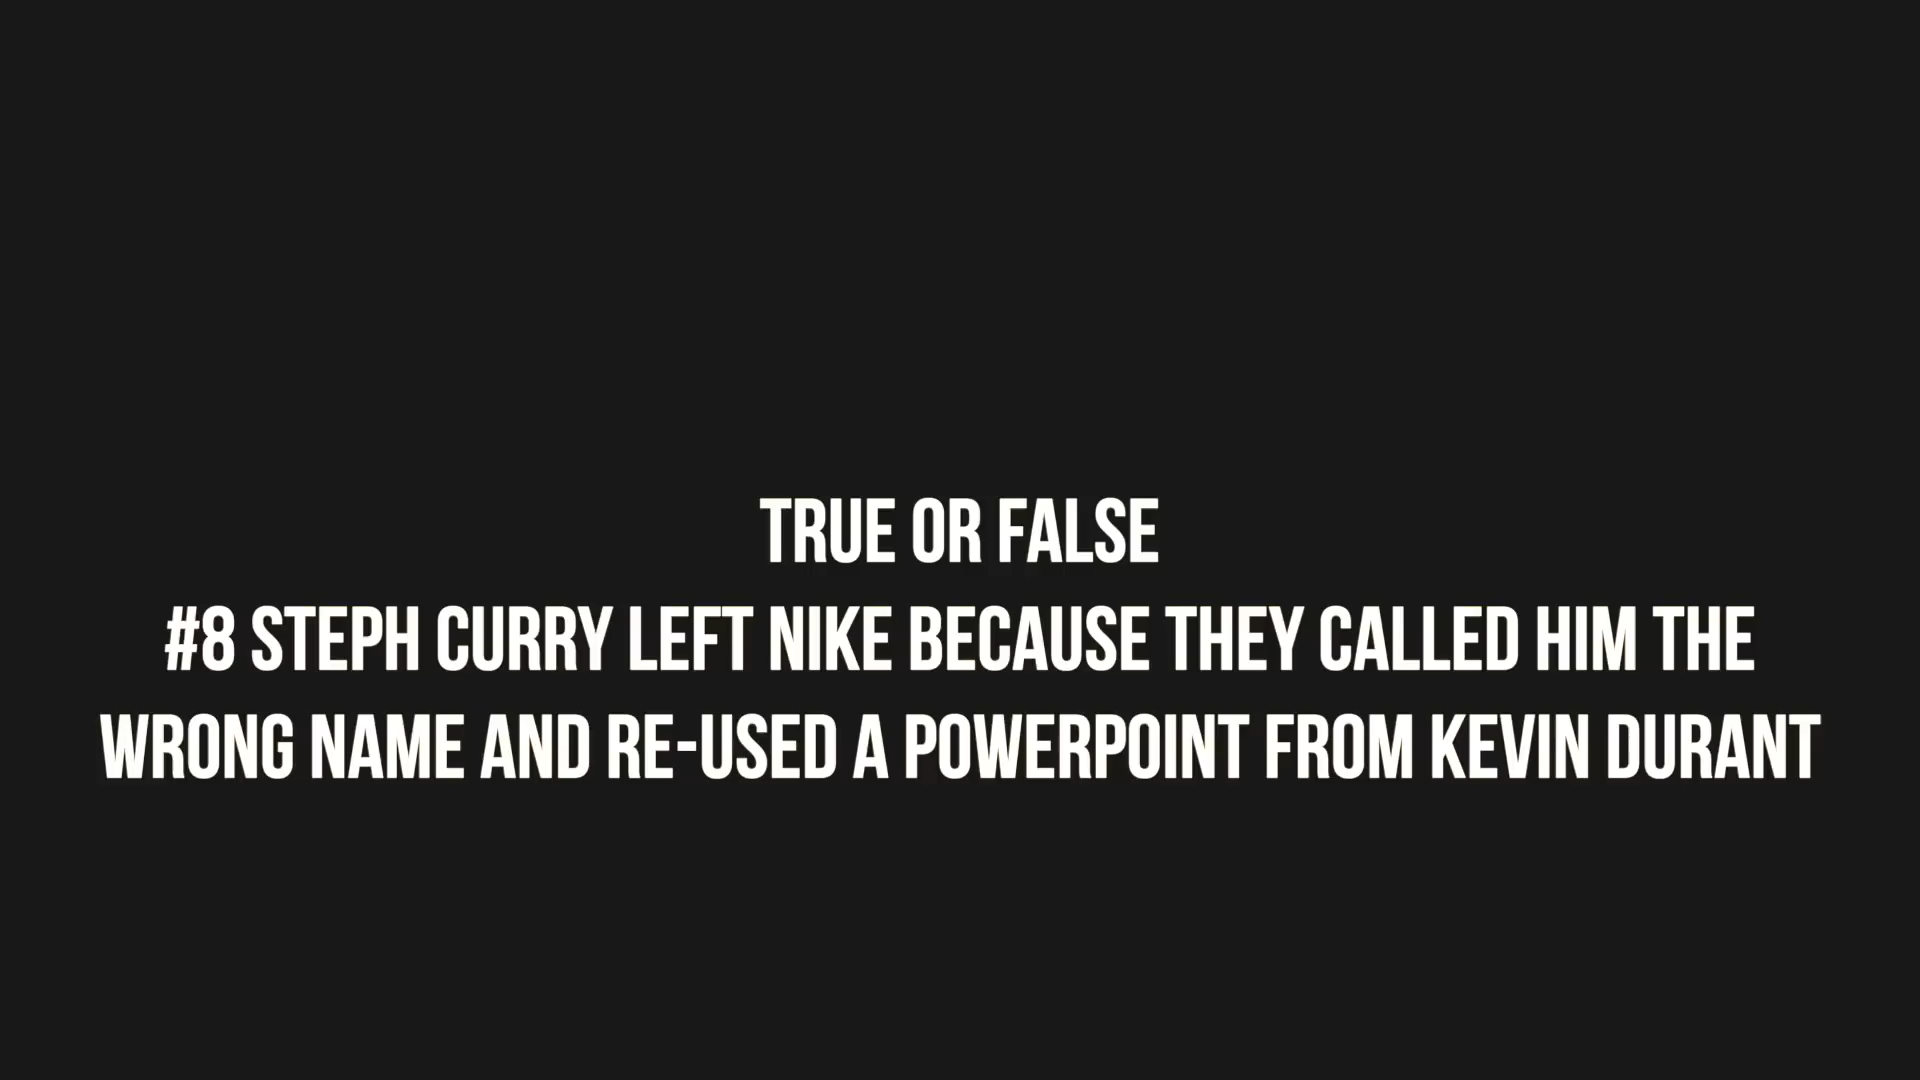 TRUE OR FALSE
#8 STEPH CURRY LEFT NIKE BECAUSE THEY CALLED HIM THE
WRONG NAME AND RE-USED A POWERPOINT FROM KEVIN DURANT